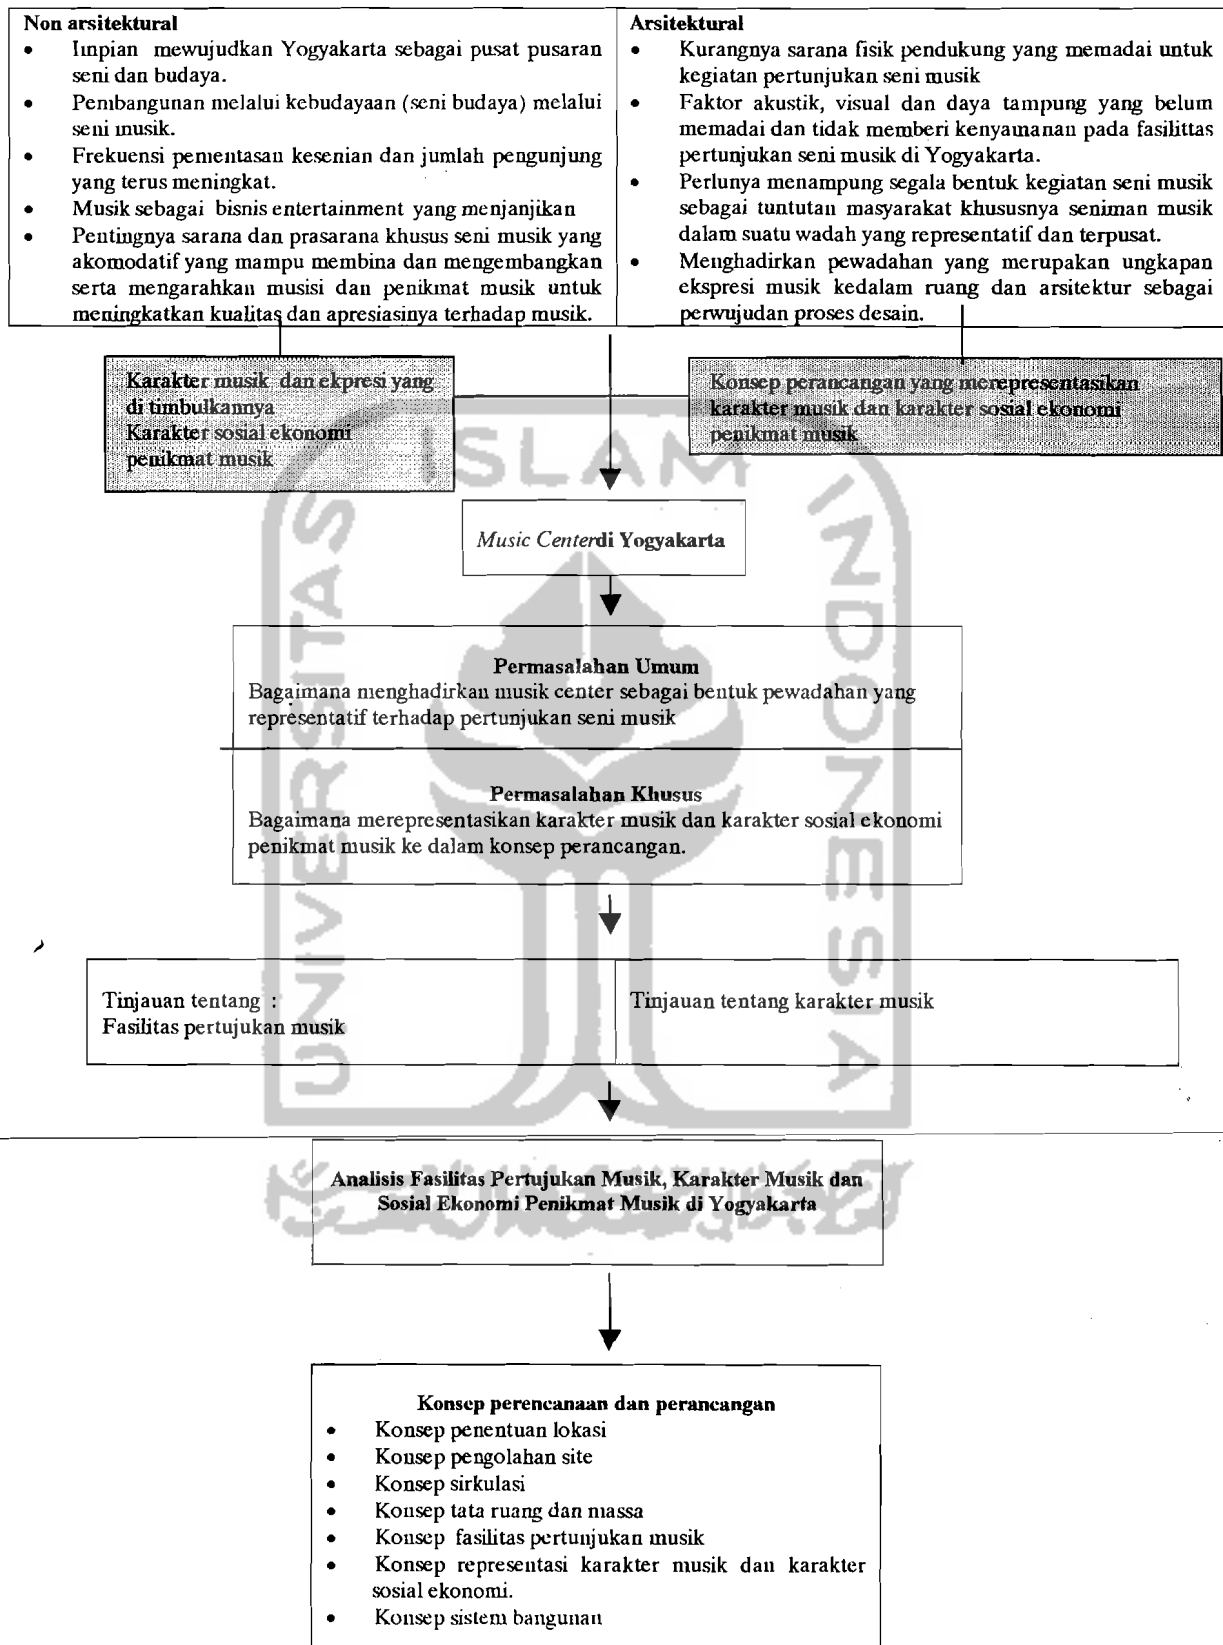 Non arsitektural
• Impian mewujudkan Yogyakarta sebagai pusat pusaran
seni dan budaya.
• Pembangunan melalui kebudayaan (seni budaya) melalui
seni musik.
• Frekuensi pementasan kesenian dan jumlah pengunjung
yang terus meningkat.
• Musik sebagai bisnis entertainment yang menjanjikan
• Pentingnya sarana dan prasarana khusus seni musik yang
akomodatif yang mampu membina dan mengembangkan
serta mengarahkan musisi dan penikmat musik untuk
meningkatkan kualitas dan apresiasinya terhadap musik.
Arsitektural
• Kurangnya sarana fisik pendukung yang memadai untuk
kegiatan pertunjukan seni musik
• Faktor akustik, visual dan daya tampung yang belum
memadai dan tidak memberi kenyamanan pada fasilittas
pertunjukan seni musik di Yogyakarta.
• Perlunya menampung segala bentuk kegiatan seni musik
sebagai tuntutan masyarakat khususnya seniman musik
dalam suatu wadah yang representatif dan terpusat.
• Menghadirkan pewadahan yang merupakan ungkapan
ekspresi musik kedalam ruang dan arsitektur sebagai
perwujudan proses desain.
Karakter musik dan ekpresi yang
di timbulkannya
Karakter sosial ekonomi
penikmat musik
Konsep perancangan yang merepresentasikan
karakter musik dan karakter sosial ekonomi
penikmat musik
Music Centerdi Yogyakarta
Permasalahan Umum
Bagaimana menghadirkan musik center sebagai bentuk pewadahan yang
representatif terhadap pertunjukan seni musik
Permasalahan Khusus
Bagaimana merepresentasikan karakter musik dan karakter sosial ekonomi
penikmat musik ke dalam konsep perancangan.
Tinjauan tentang :
Fasilitas pertujukan musik
Tinjauan tentang karakter musik
Analisis Fasilitas Pertujukan Musik, Karakter Musik dan
Sosial Ekonomi Penikmat Musik di Yogyakarta
Konsep perencanaan dan perancangan
• Konsep penentuan lokasi
• Konsep pengolahan site
• Konsep sirkulasi
• Konsep tata ruang dan massa
• Konsep fasilitas pertunjukan musik
• Konsep representasi karakter musik dan karakter
sosial ekonomi.
• Konsep sistem bangunan
UNIVERSITAS
ISLAM
INDONESIA